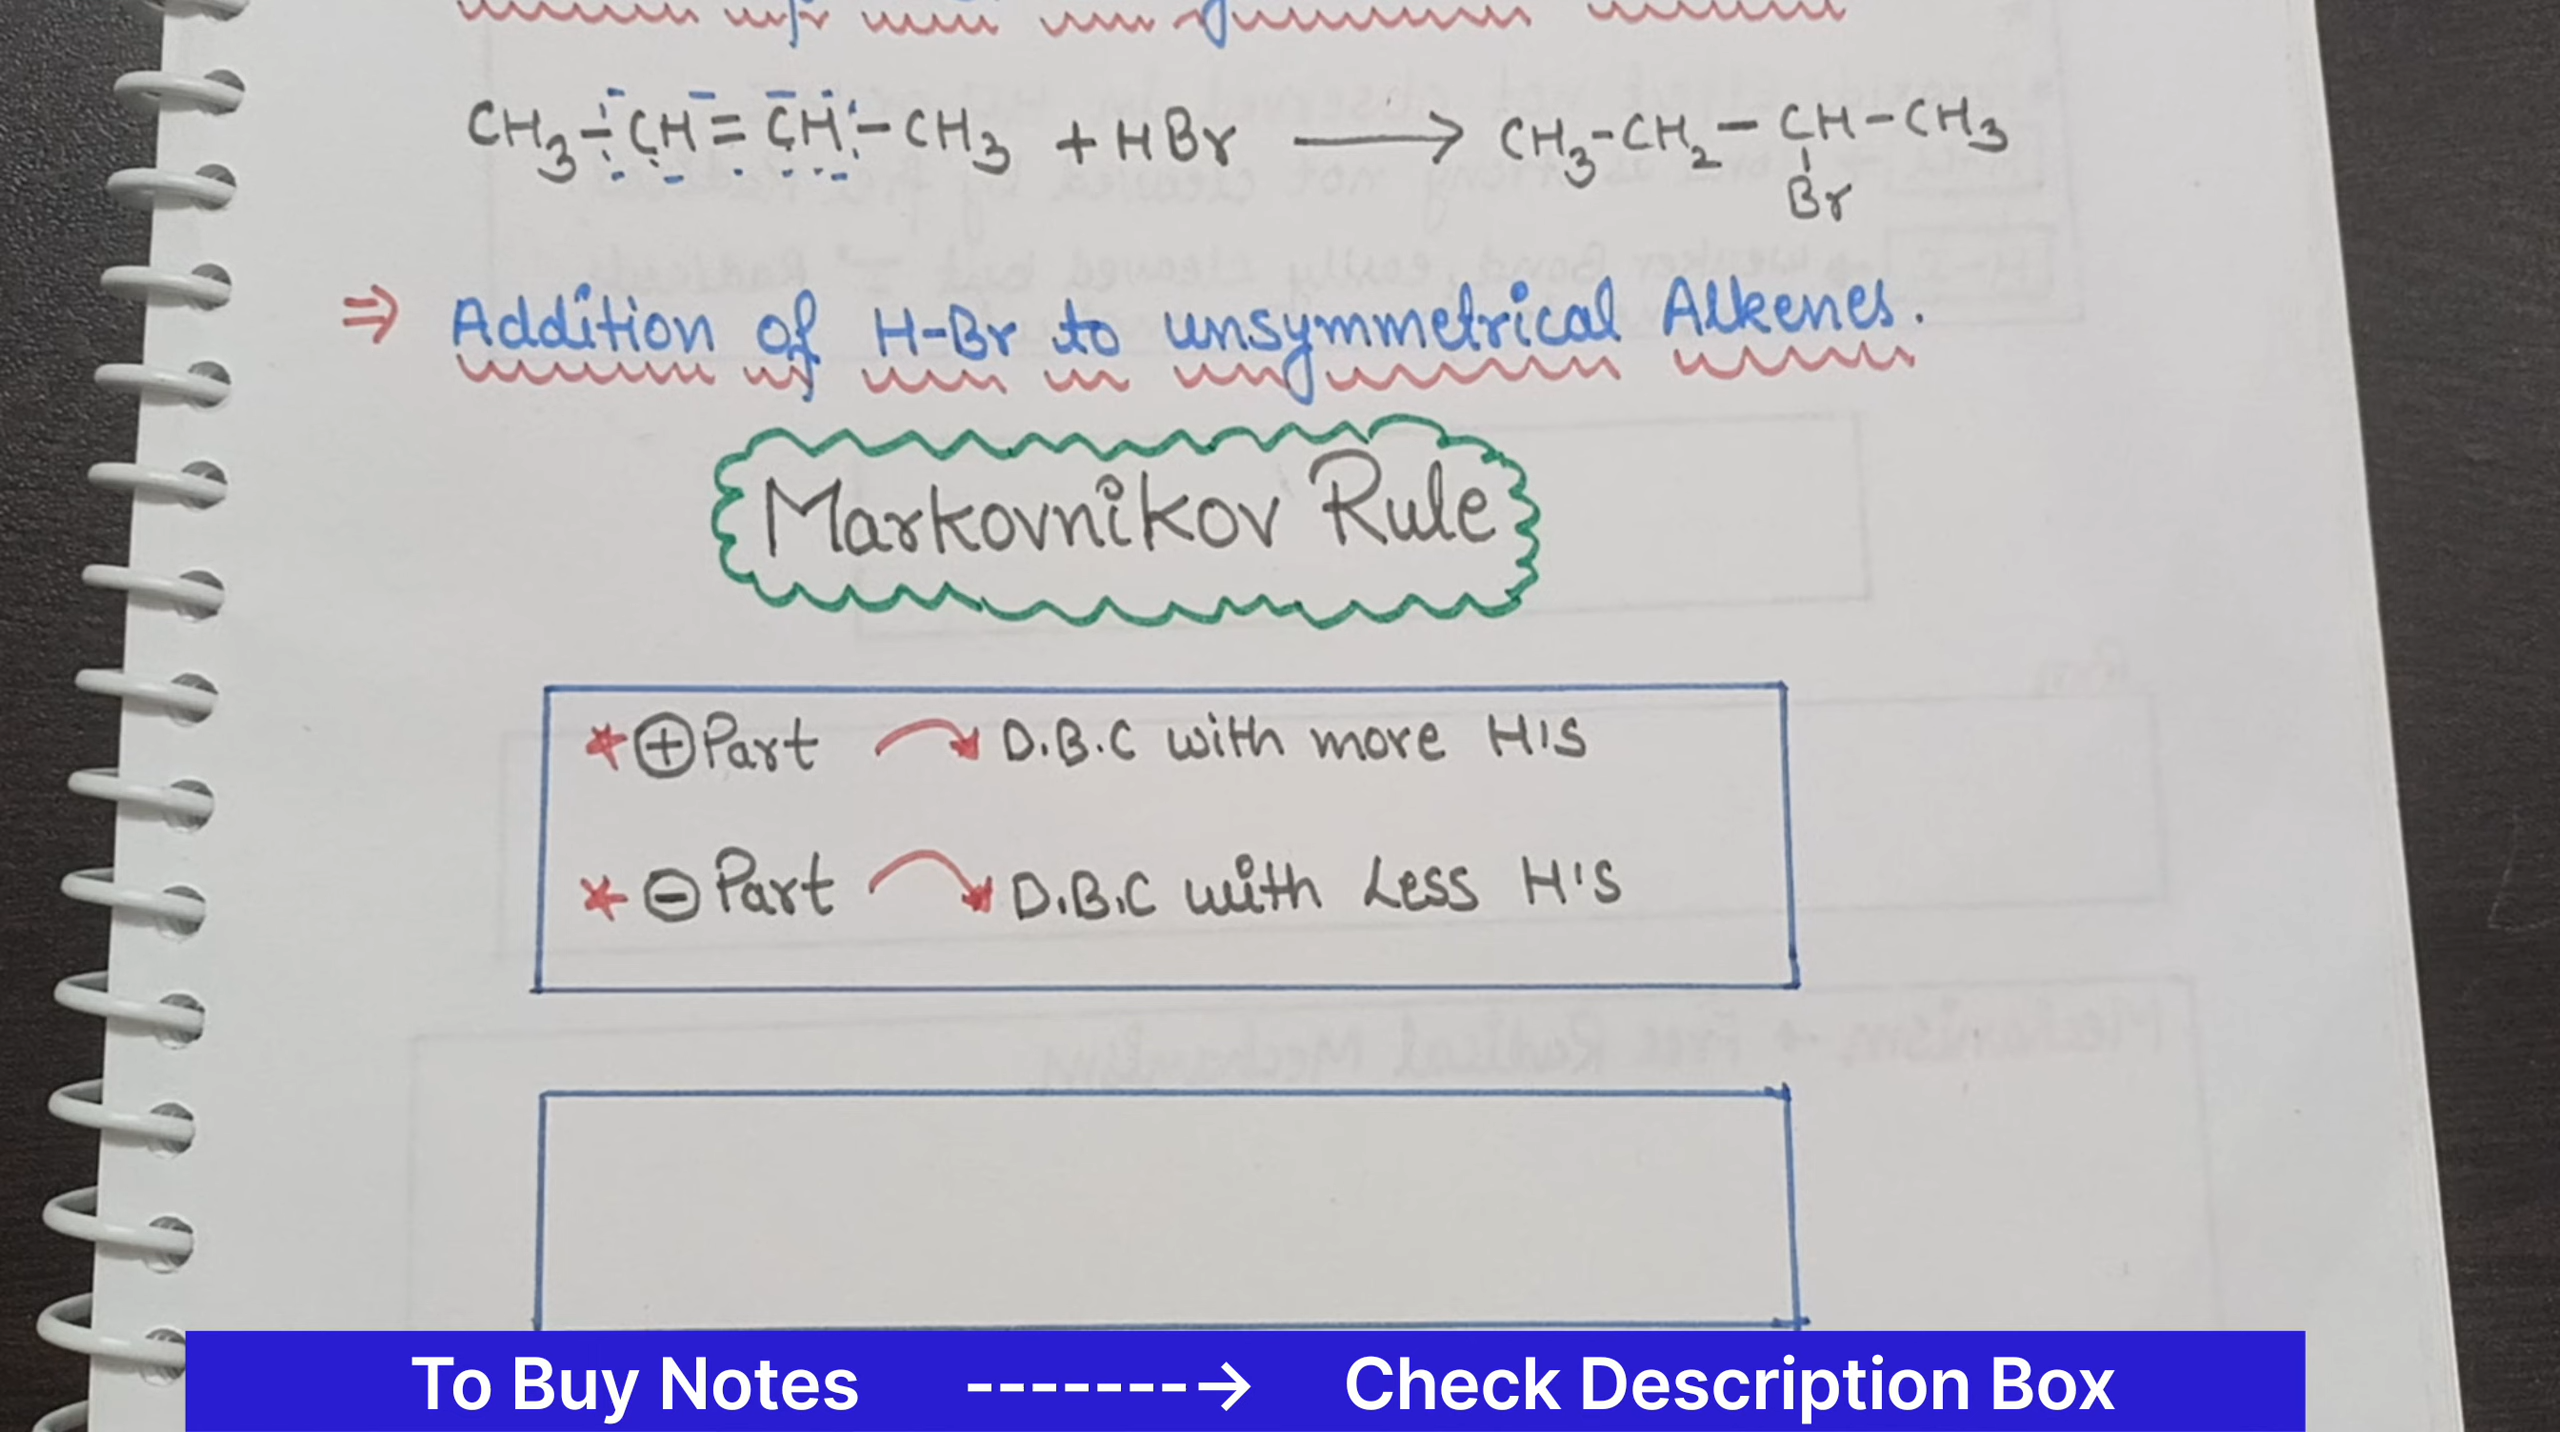 CH3-CH=CH-CH3 + HBr ⟶ CH3-CH2-CH-CH3
Br
⇒ Addition of H-Br to unsymmetrical Alkenes.
Markovnikov Rule
* ⊕ Part → D.B.C with more H's
* ⊖ Part → D.B.C with Less H's
To Buy Notes -------→ Check Description Box